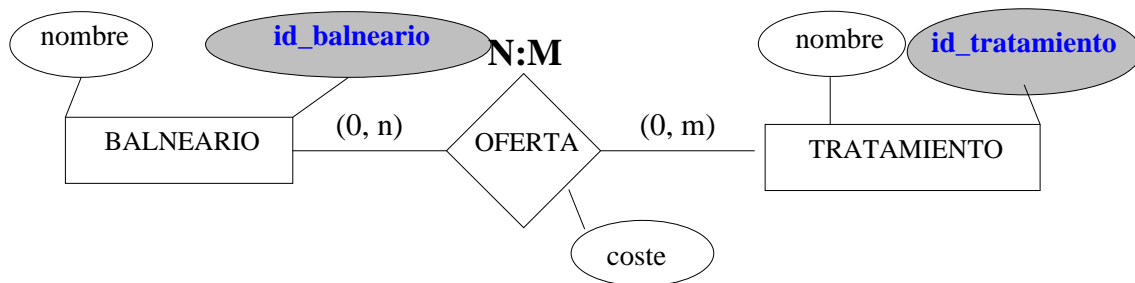 nombre
id_balneario
N:M
nombre
id_tratamiento
BALNEARIO
(0, n)
OFERTA
(0, m)
TRATAMIENTO
coste